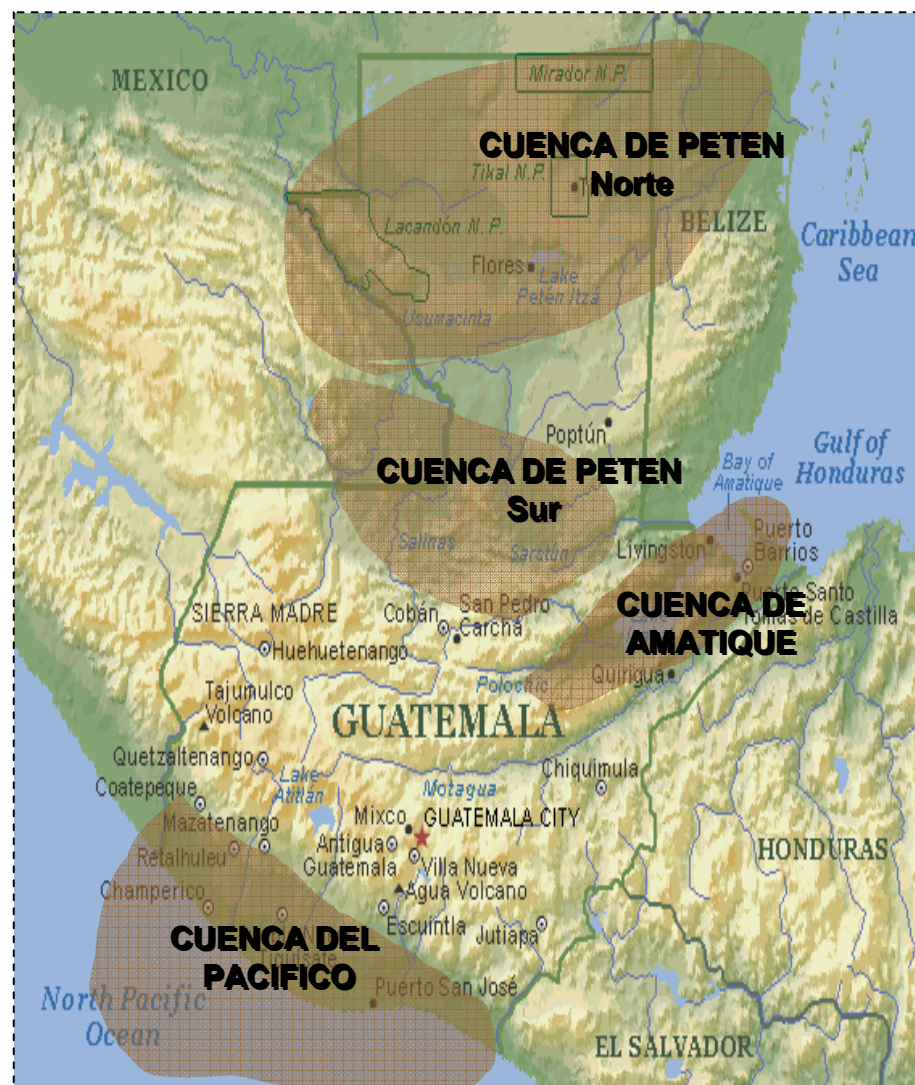 MEXICO
Mirador N.P.
CUENCA DE PETEN
Norte
Tikal N.P.
Lacandón N.P.
BELIZE
Caribbean
Sea
Flores
Lake
Petén Itzá
Usumacinta
Poptún
Gulf of
Honduras
CUENCA DE PETEN
Sur
Bay of
Amatique
Salinas
Sarstún
Livingston
Puerto
Barrios
Puerto Santo
Tomas de Castilla
CUENCA DE
AMATIQUE
SIERRA MADRE
Cobán
San Pedro
Carchá
Huehuetenango
Quirigua
Polochic
Tajumulco
Volcano
GUATEMALA
Quetzaltenango
Chiquimula
Coatepeque
Lake
Atitlán
Motagua
Mazatenango
Mixco
GUATEMALA CITY
Retalhuleu
Antigua
Guatemala
Villa Nueva
HONDURAS
Champerico
Agua Volcano
Escuintla
Jutiapa
CUENCA DEL
PACIFICO
Puerto San José
North Pacific
Ocean
EL SALVADOR